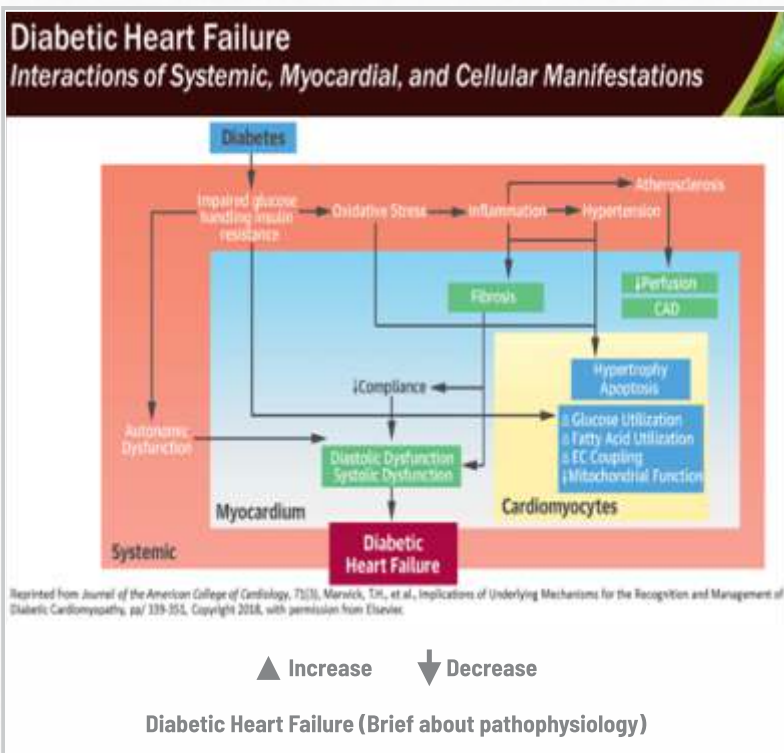 Diabetic Heart Failure
Interactions of Systemic, Myocardial, and Cellular Manifestations
Diabetes
Impaired glucose
handling insulin
resistance
Oxidative Stress
Inflammation
Hypertension
Atherosclerosis
Fibrosis
↓Perfusion
CAD
↓Compliance
Hypertrophy
Apoptosis
Autonomic
Dysfunction
Diastolic Dysfunction
Systolic Dysfunction
Glucose Utilization
Fatty Acid Utilization
EC Coupling
↓Mitochondrial Function
Cardiomyocytes
Myocardium
Systemic
Diabetic
Heart Failure
Reprinted from Journal of the American College of Cardiology, 71(3), Marwick, T.H., et al., Implications of Underlying Mechanisms for the Recognition and Management of
Diabetic Cardiomyopathy, pp/ 339-351, Copyright 2018, with permission from Elsevier.
▲ Increase ↓ Decrease
Diabetic Heart Failure (Brief about pathophysiology)